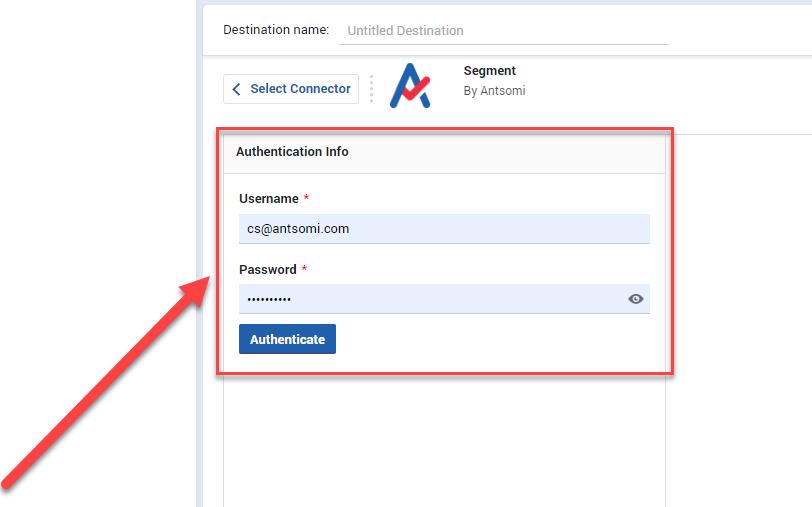 Destination name: Untitled Destination
Select Connector
Segment
By Antsomi
Authentication Info
Username *
cs@antsomi.com
Password *
••••••••••
Authenticate